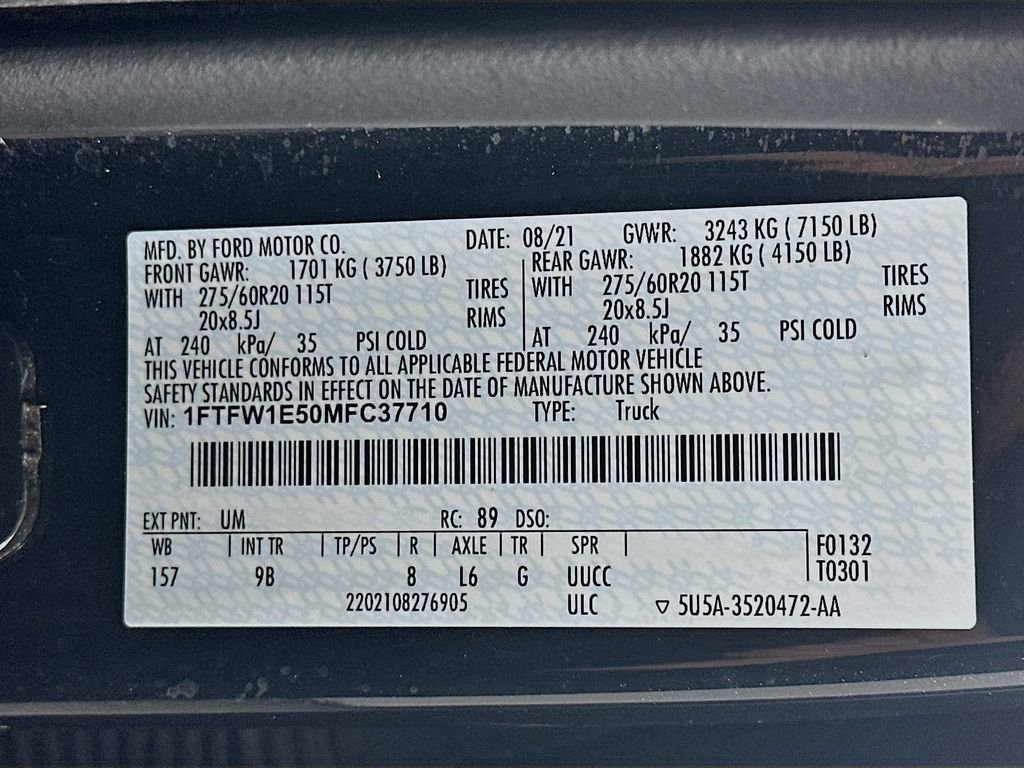 MFD. BY FORD MOTOR CO. DATE: 08/21 GVWR: 3243 KG ( 7150 LB)
FRONT GAWR: 1701 KG ( 3750 LB) REAR GAWR: 1882 KG ( 4150 LB)
WITH 275/60R20 115T TIRES WITH 275/60R20 115T TIRES
20x8.5J RIMS 20x8.5J RIMS
AT 240 kPa/ 35 PSI COLD AT 240 kPa/ 35 PSI COLD
THIS VEHICLE CONFORMS TO ALL APPLICABLE FEDERAL MOTOR VEHICLE
SAFETY STANDARDS IN EFFECT ON THE DATE OF MANUFACTURE SHOWN ABOVE.
VIN: 1FTFW1E50MFC37710 TYPE: Truck
EXT PNT: UM RC: 89 DSO:
WB | INT TR | TP/PS | R | AXLE | TR | SPR | F0132
157 9B 8 L6 G UUCC T0301
2202108276905 ULC ▽ 5U5A-3520472-AA